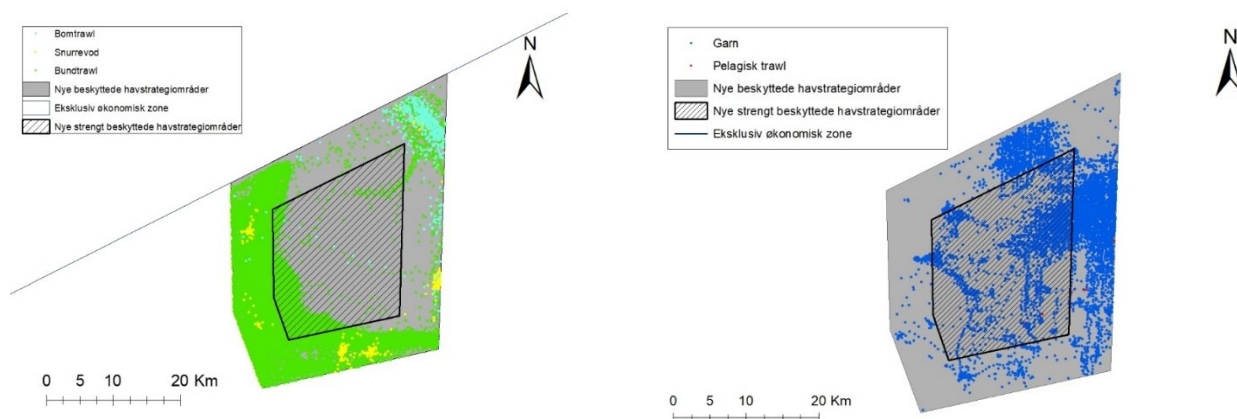 Bomtrawl
Snurrevod
Bundtrawl
Nye beskyttede havstrategiområder
Eksklusiv økonomisk zone
Nye strengt beskyttede havstrategiområder
N
0 5 10 20 Km
Garn
Pelagisk trawl
Nye beskyttede havstrategiområder
Nye strengt beskyttede havstrategiområder
Eksklusiv økonomisk zone
N
0 5 10 20 Km